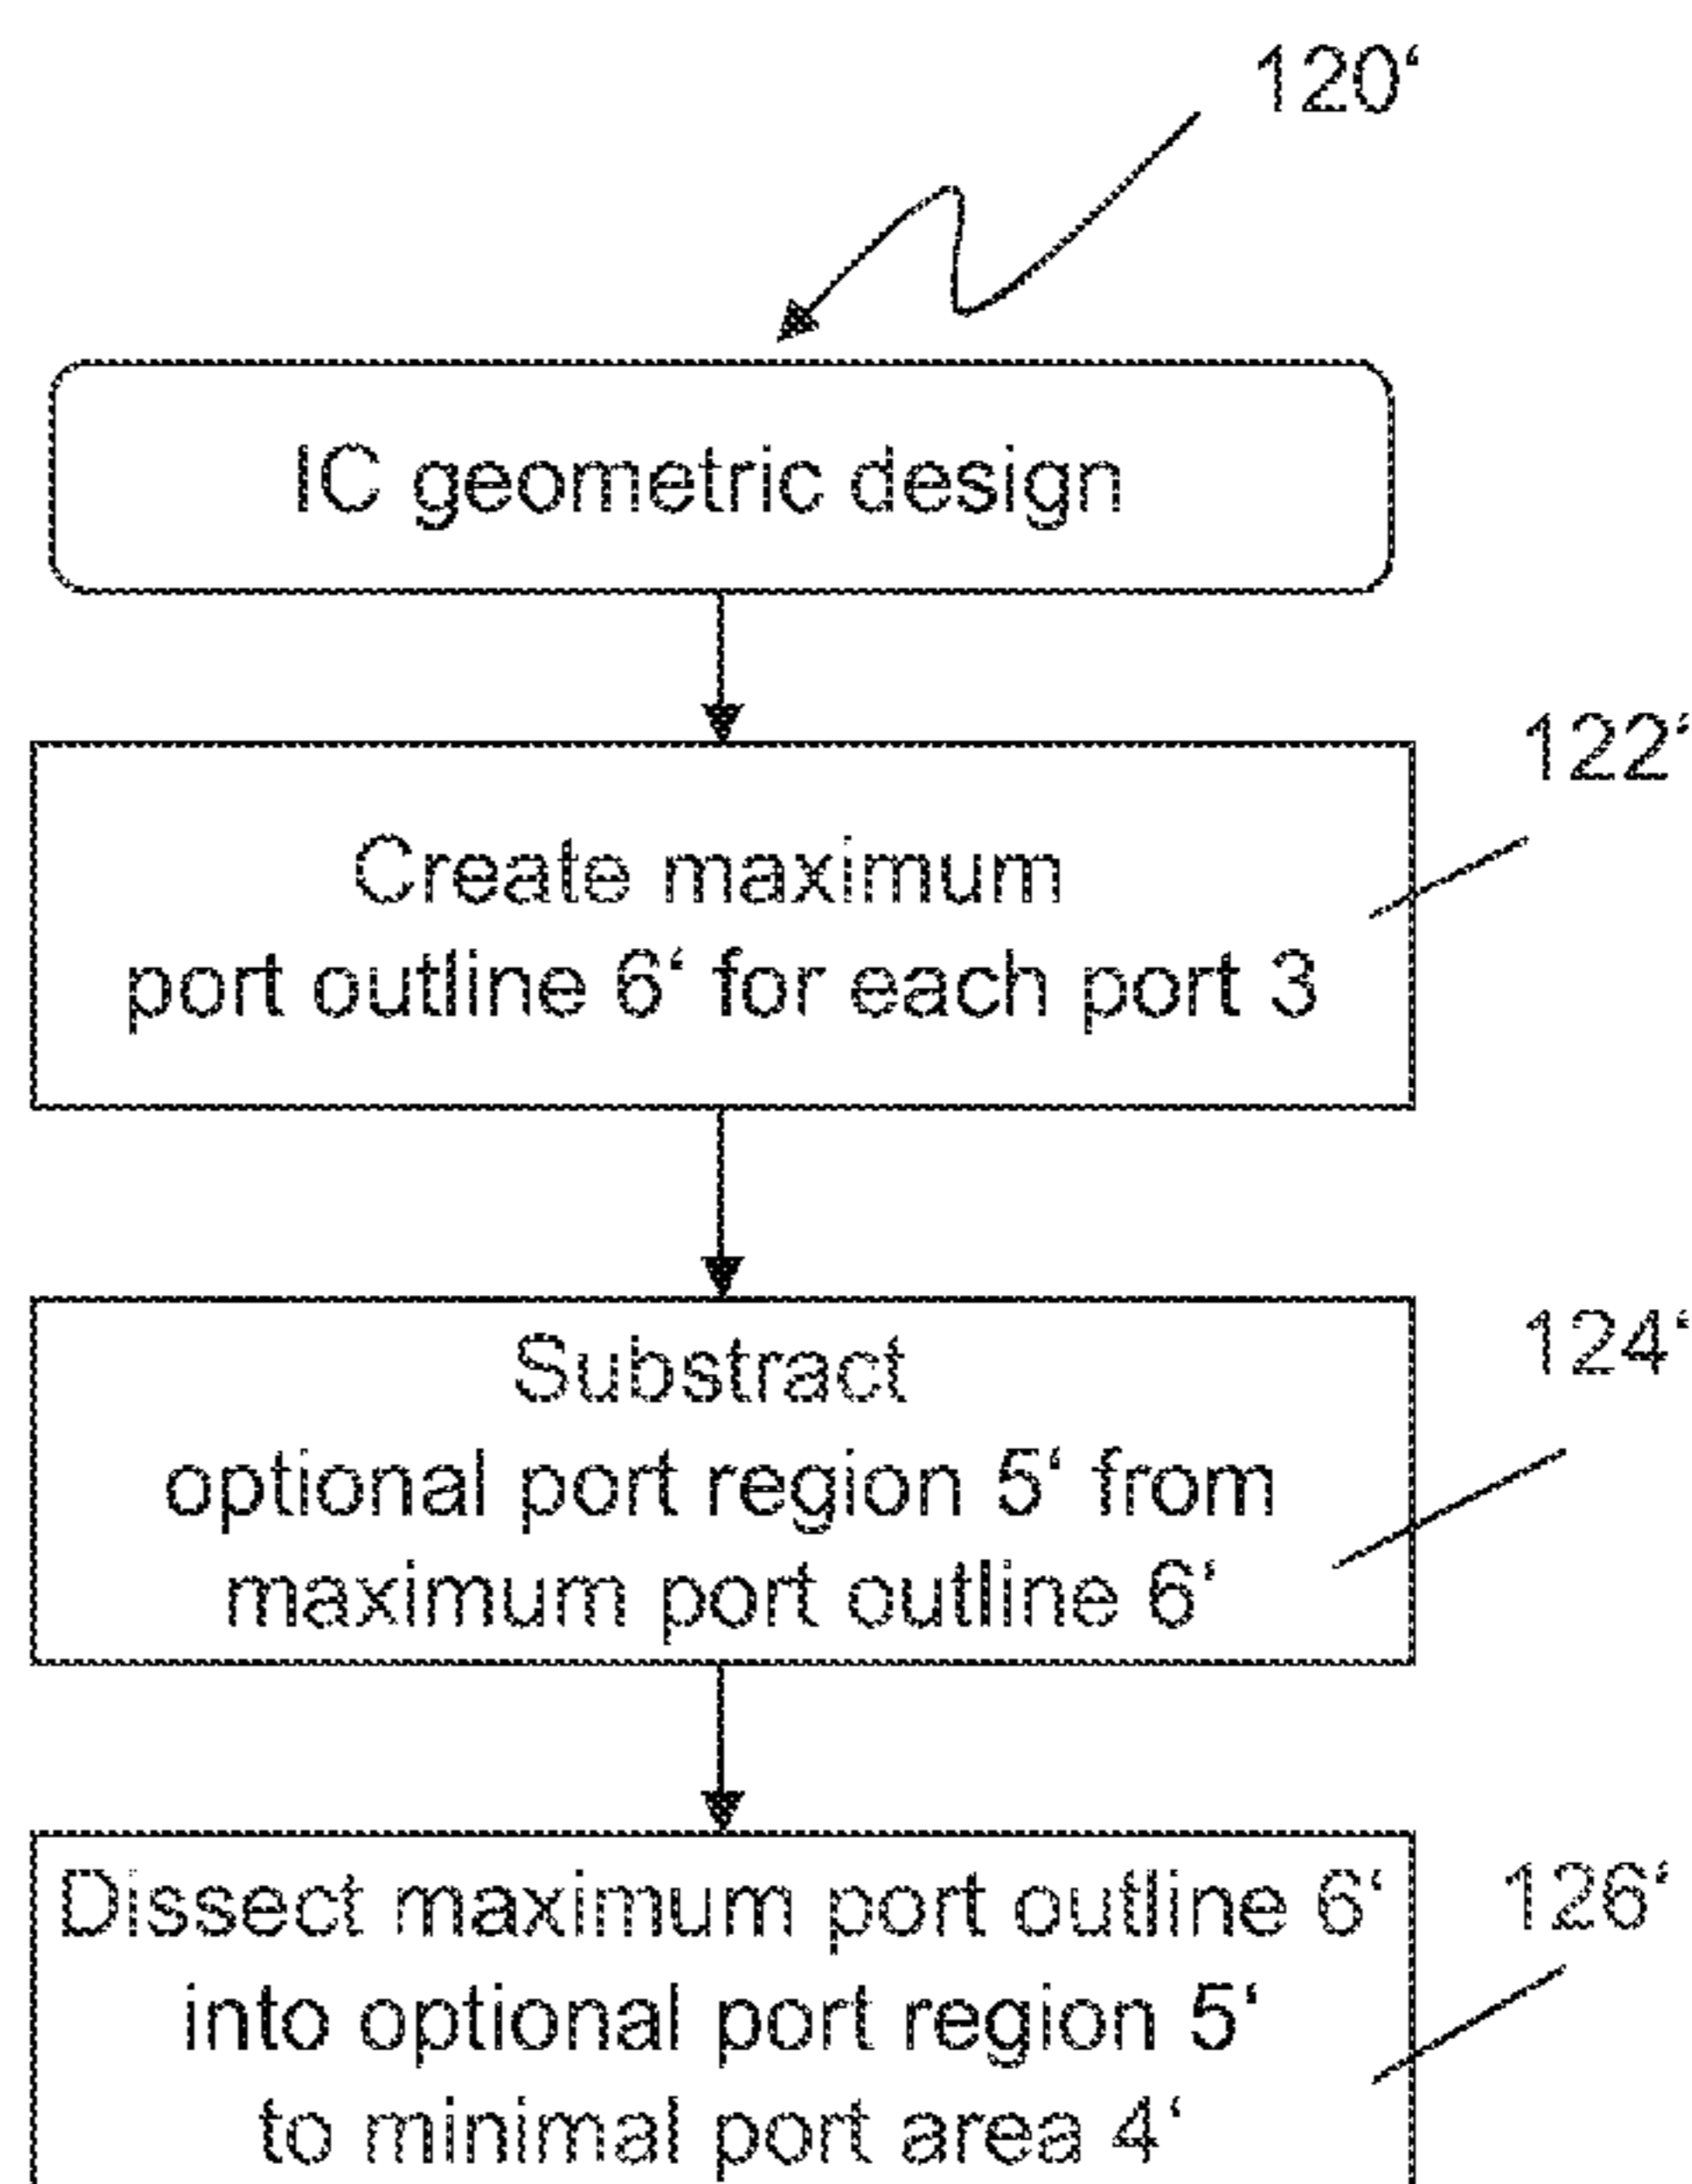 120‘
IC geometric design
122‘
Create maximum
port outline 6‘ for each port 3
124‘
Substract
optional port region 5‘ from
maximum port outline 6‘
126‘
Dissect maximum port outline 6‘
into optional port region 5‘
to minimal port area 4‘